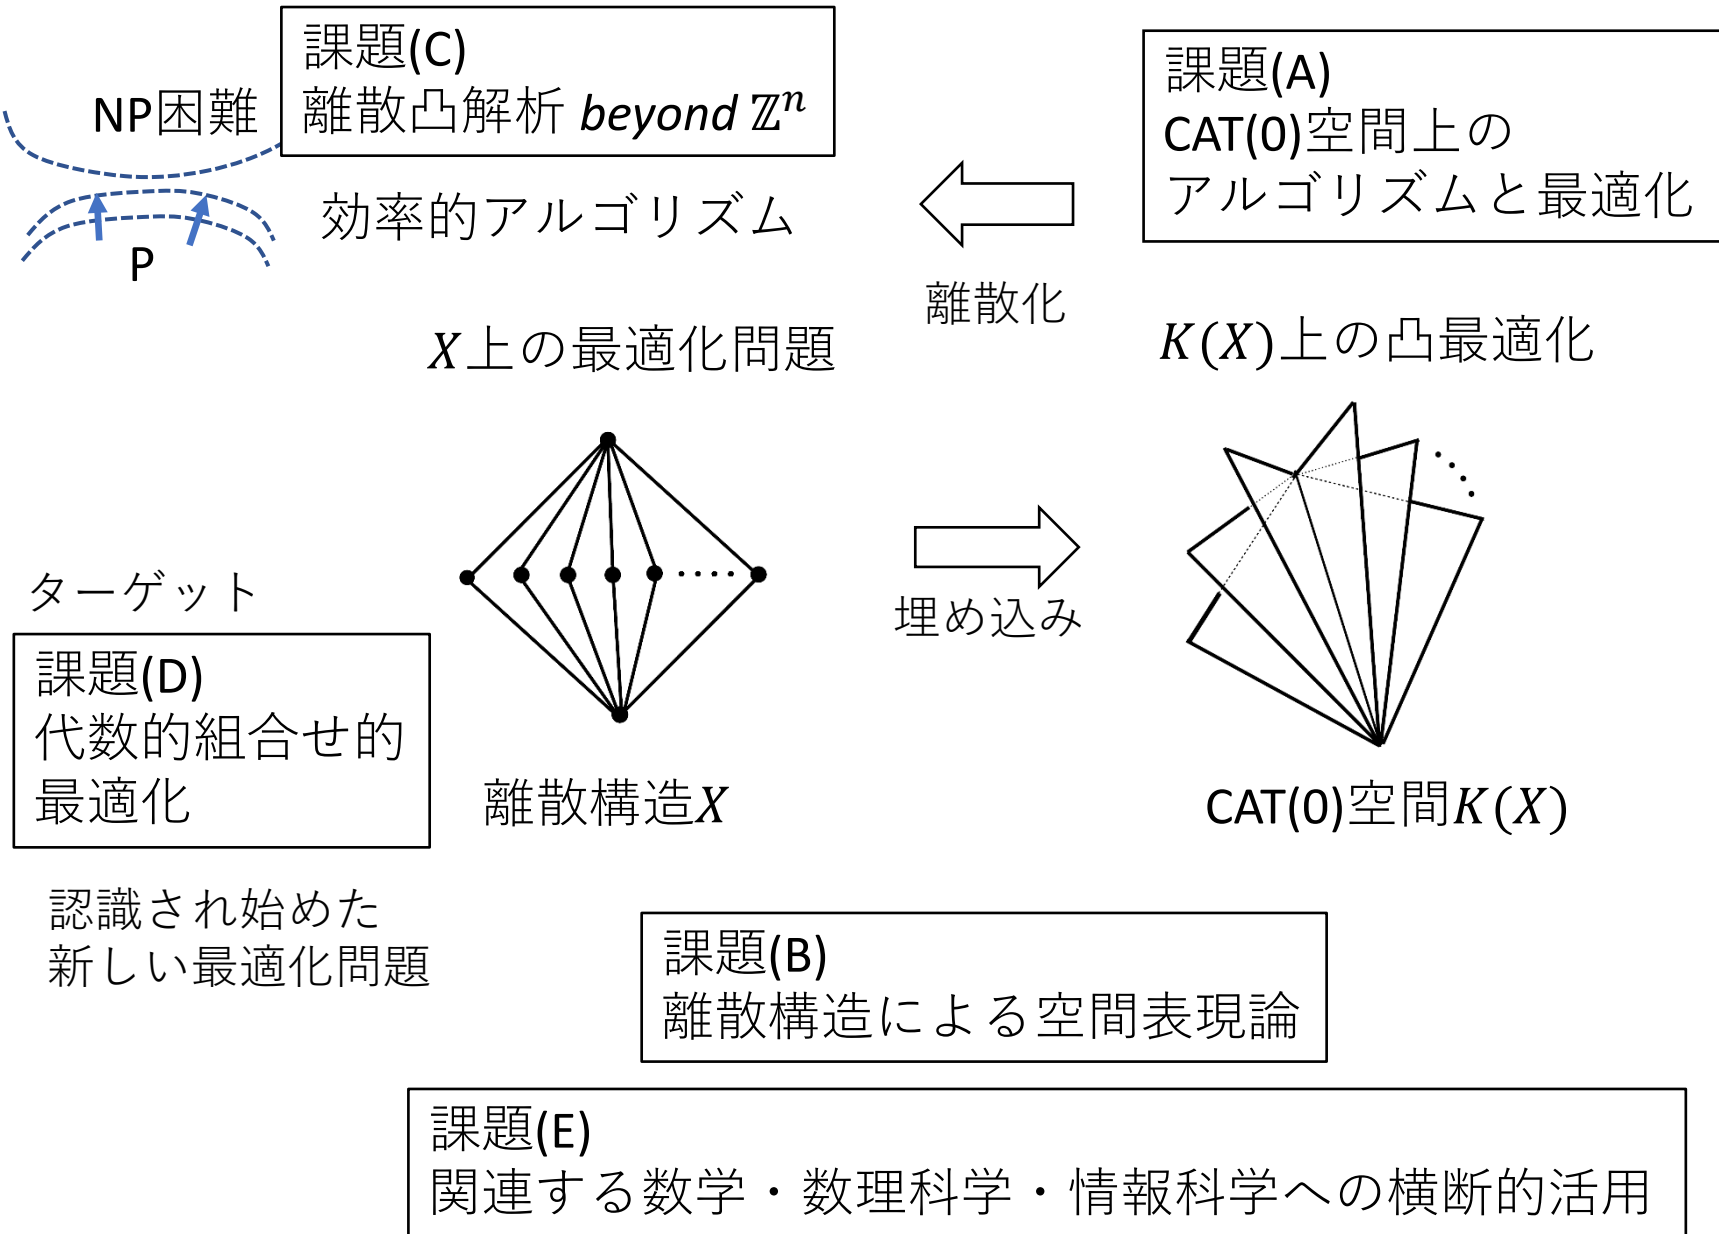 課題(C)
離散凸解析 beyond ℤⁿ
NP困難
P
効率的アルゴリズム
課題(A)
CAT(0)空間上の
アルゴリズムと最適化
離散化
X上の最適化問題
K(X)上の凸最適化
埋め込み
ターゲット
課題(D)
代数的組合せ的
最適化
離散構造X
CAT(0)空間K(X)
認識され始めた
新しい最適化問題
課題(B)
離散構造による空間表現論
課題(E)
関連する数学・数理科学・情報科学への横断的活用